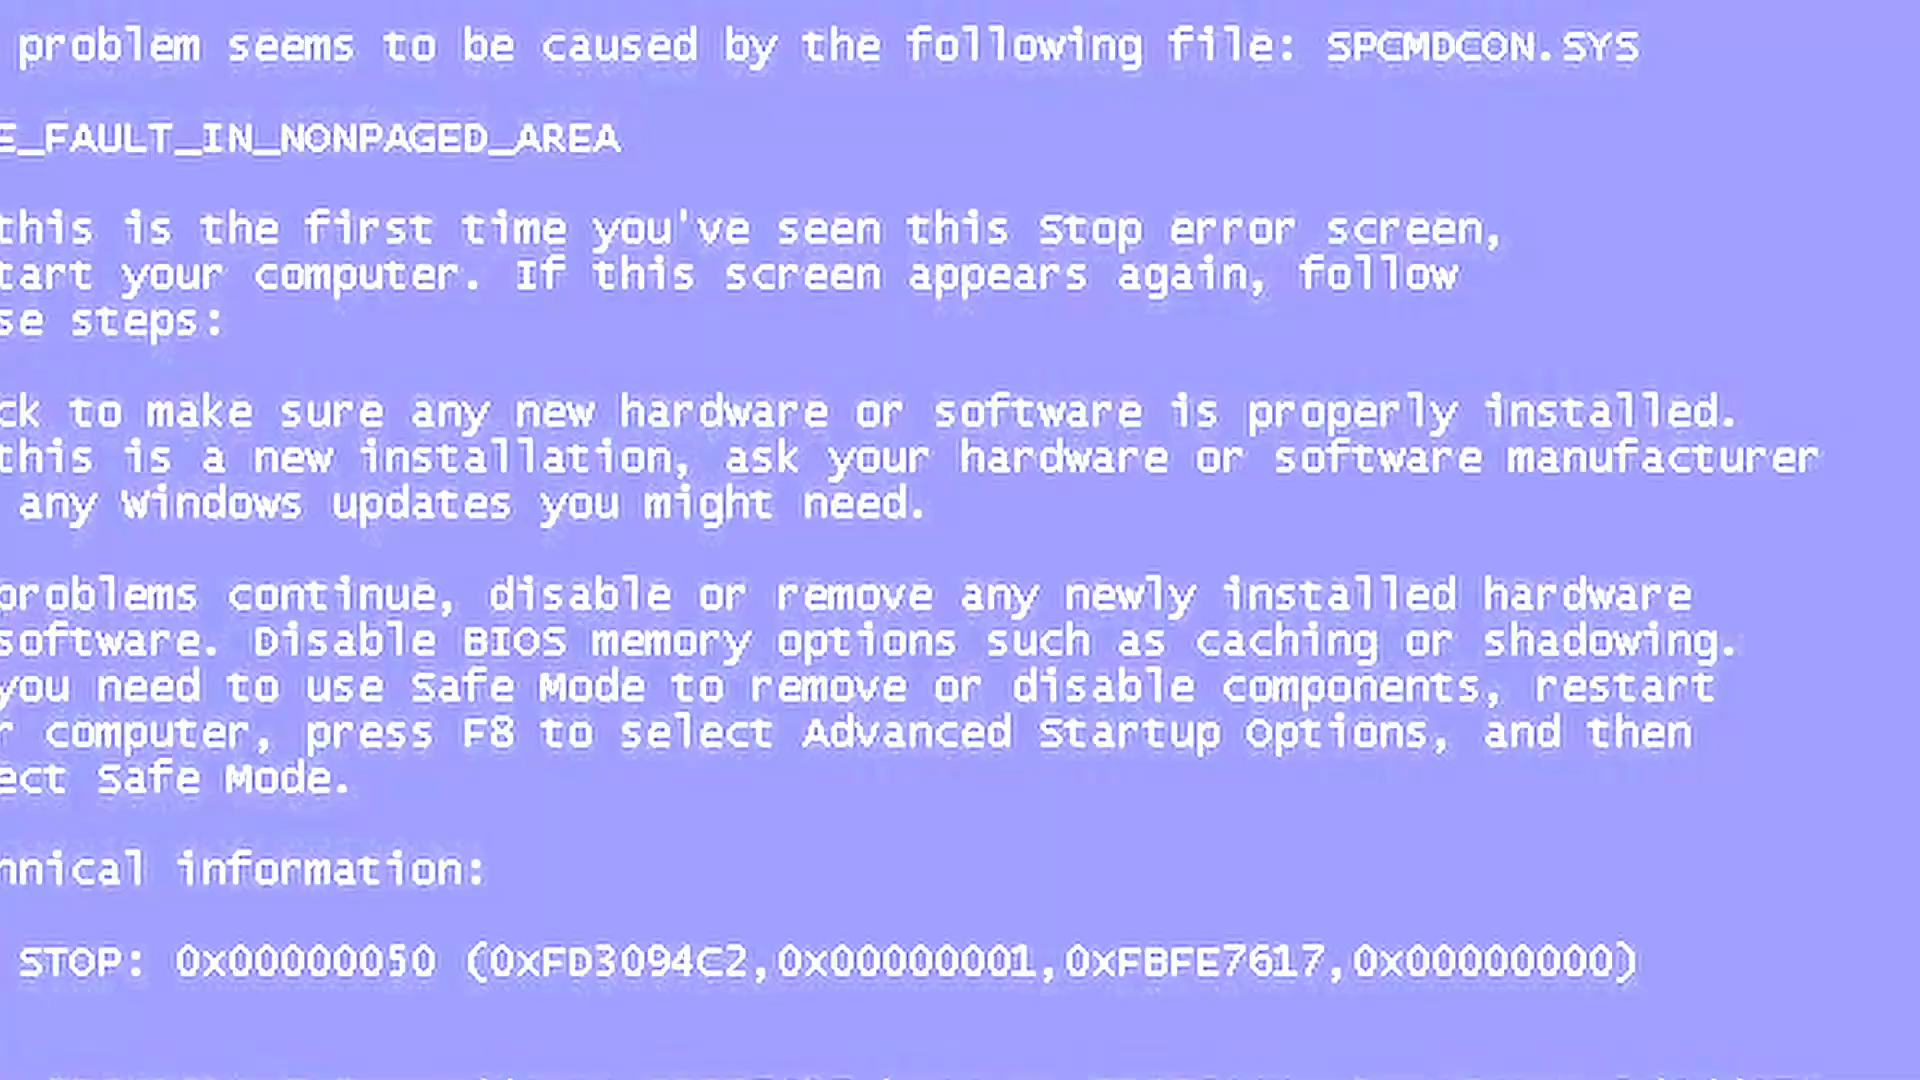 problem seems to be caused by the following file: SPCMDCON.SYS
E_FAULT_IN_NONPAGED_AREA
this is the first time you've seen this Stop error screen,
tart your computer. If this screen appears again, follow
se steps:
ck to make sure any new hardware or software is properly installed.
this is a new installation, ask your hardware or software manufacturer
any Windows updates you might need.
problems continue, disable or remove any newly installed hardware
software. Disable BIOS memory options such as caching or shadowing.
you need to use Safe Mode to remove or disable components, restart
r computer, press F8 to select Advanced Startup Options, and then
ect Safe Mode.
hnical information:
STOP: 0x00000050 (0xFD3094C2,0x00000001,0xFBFE7617,0x00000000)